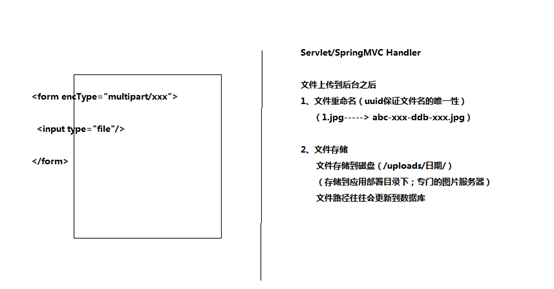 <form encType="multipart/xxx">
<input type="file"/>
</form>
Servlet/SpringMVC Handler
文件上传到后台之后
1、文件重命名（uuid保证文件名的唯一性）
（1.jpg-----> abc-xxx-ddb-xxx.jpg）
2、文件存储
文件存储到磁盘（/uploads/日期/）
（存储到应用部署目录下；专门的图片服务器）
文件路径往往会更新到数据库